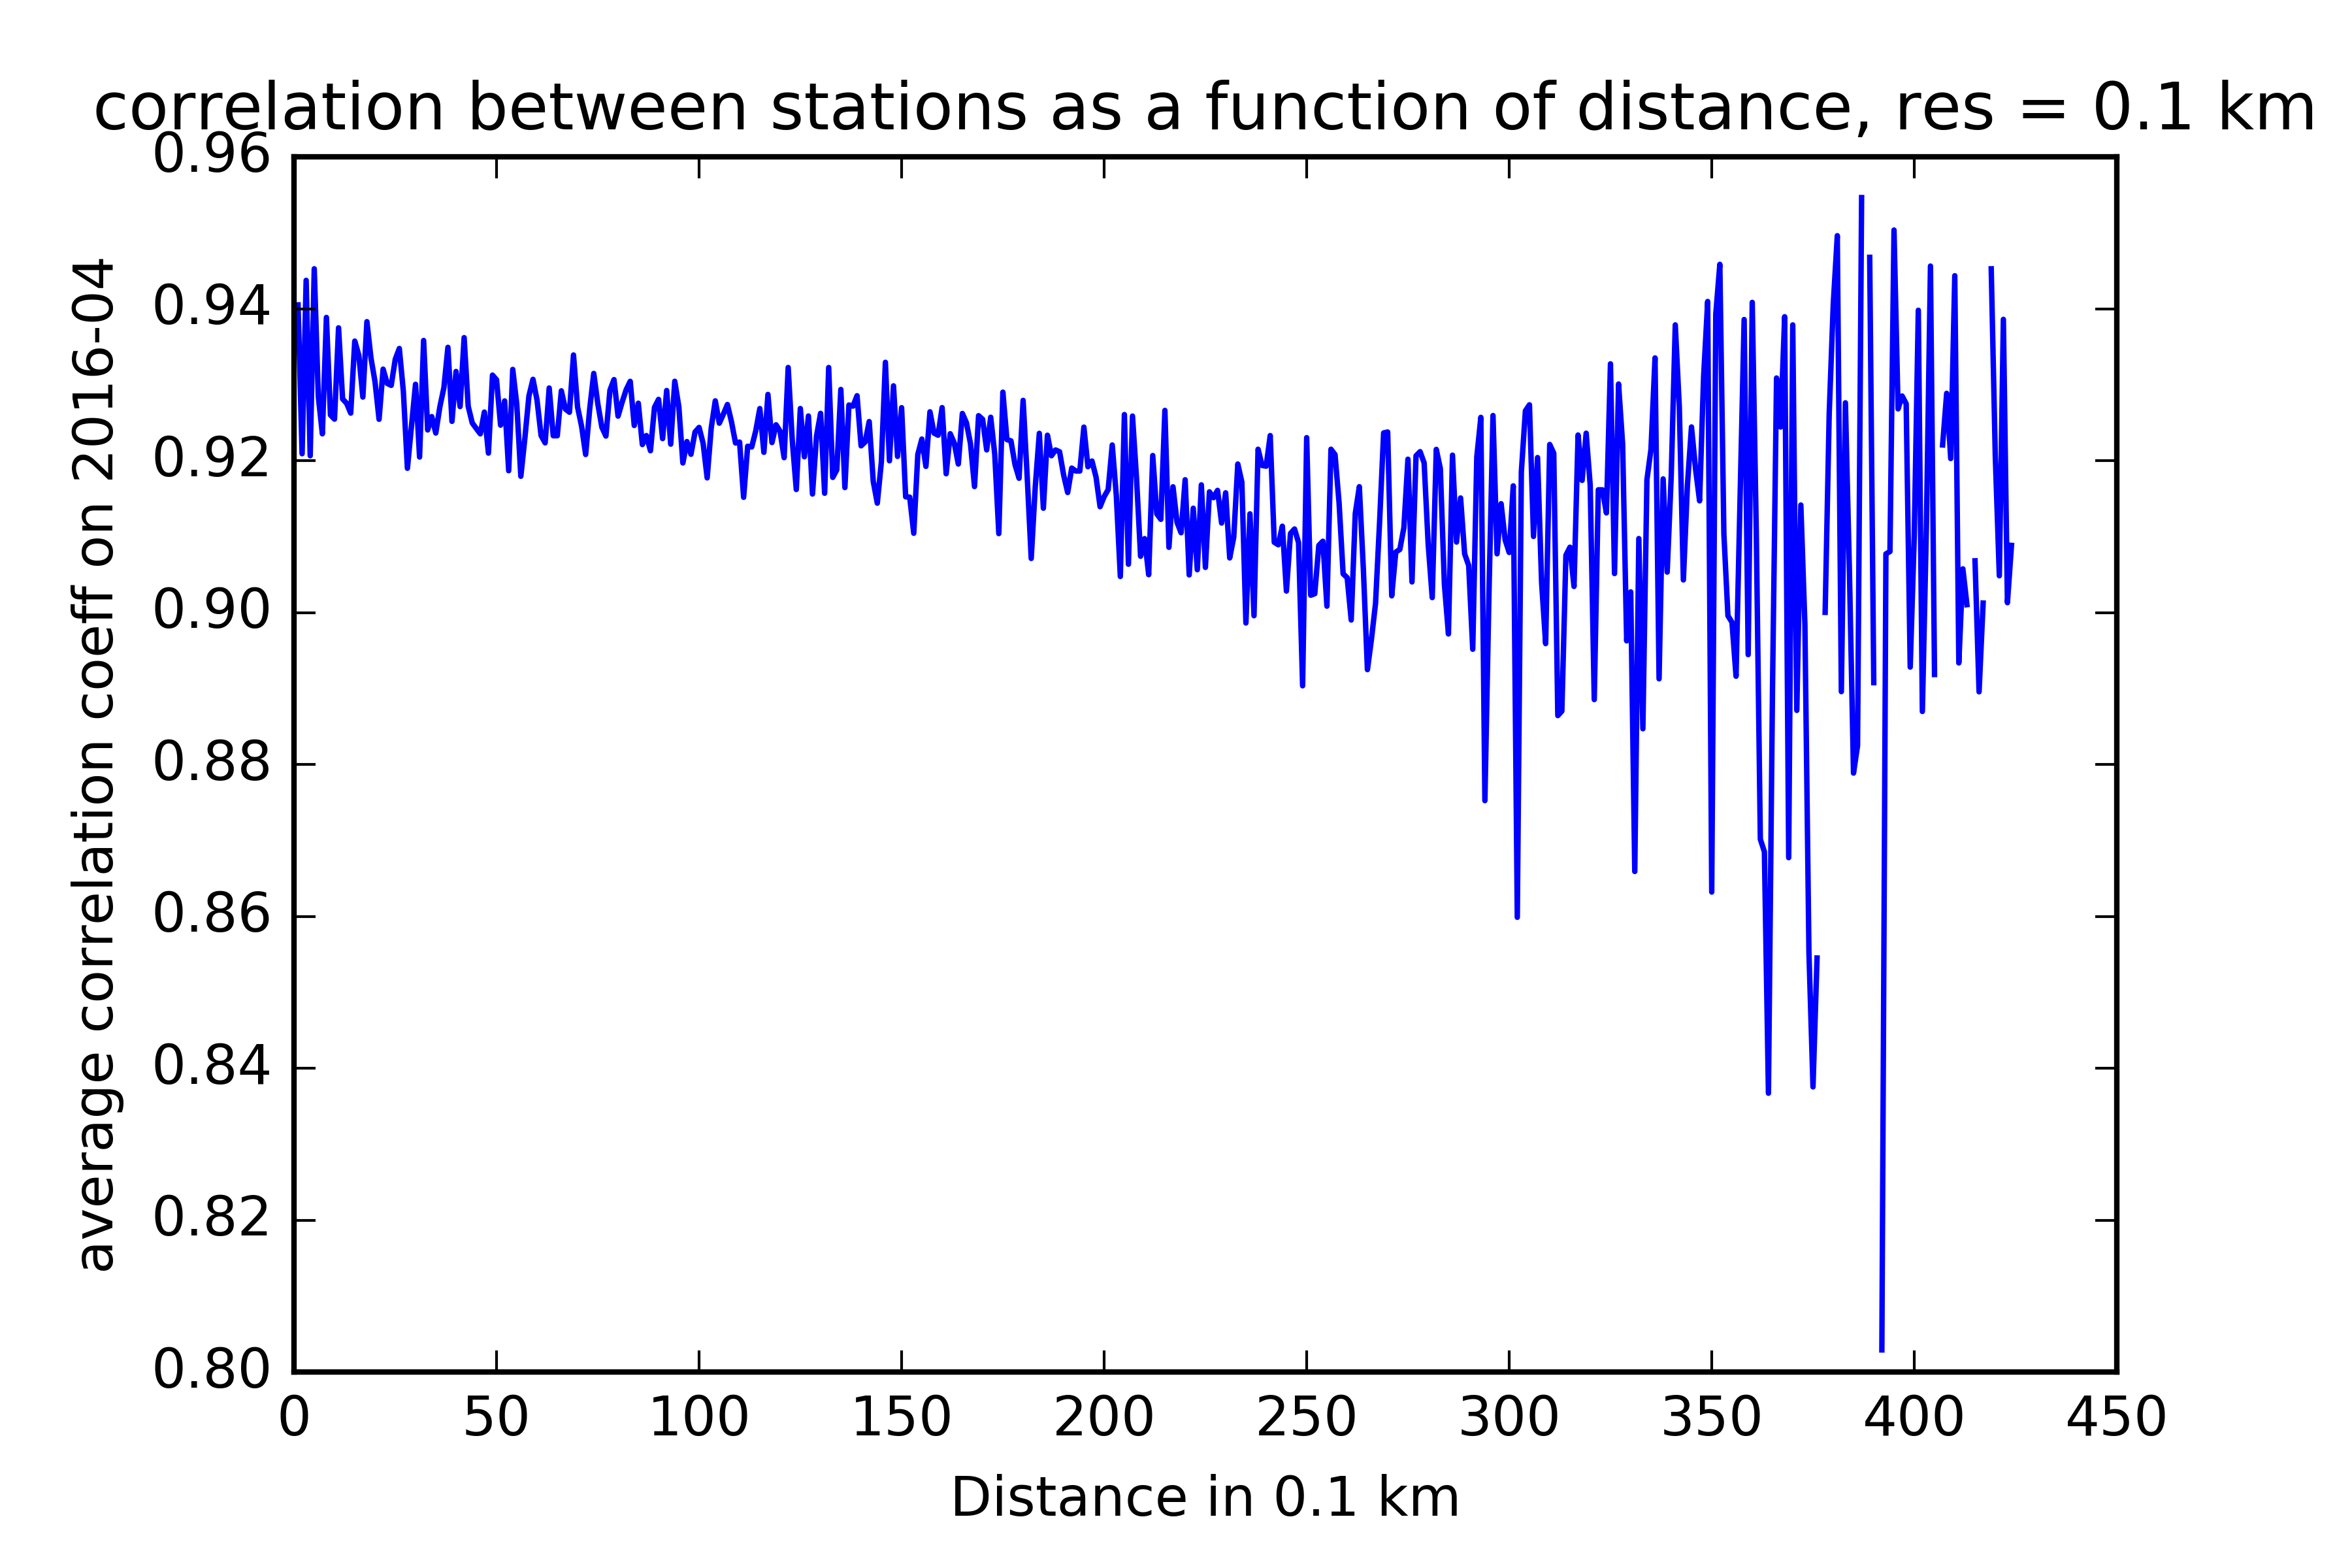 correlation between stations as a function of distance, res = 0.1 km
average correlation coeff on 2016-04
0.96
0.94
0.92
0.90
0.88
0.86
0.84
0.82
0.80
0 50 100 150 200 250 300 350 400 450
Distance in 0.1 km